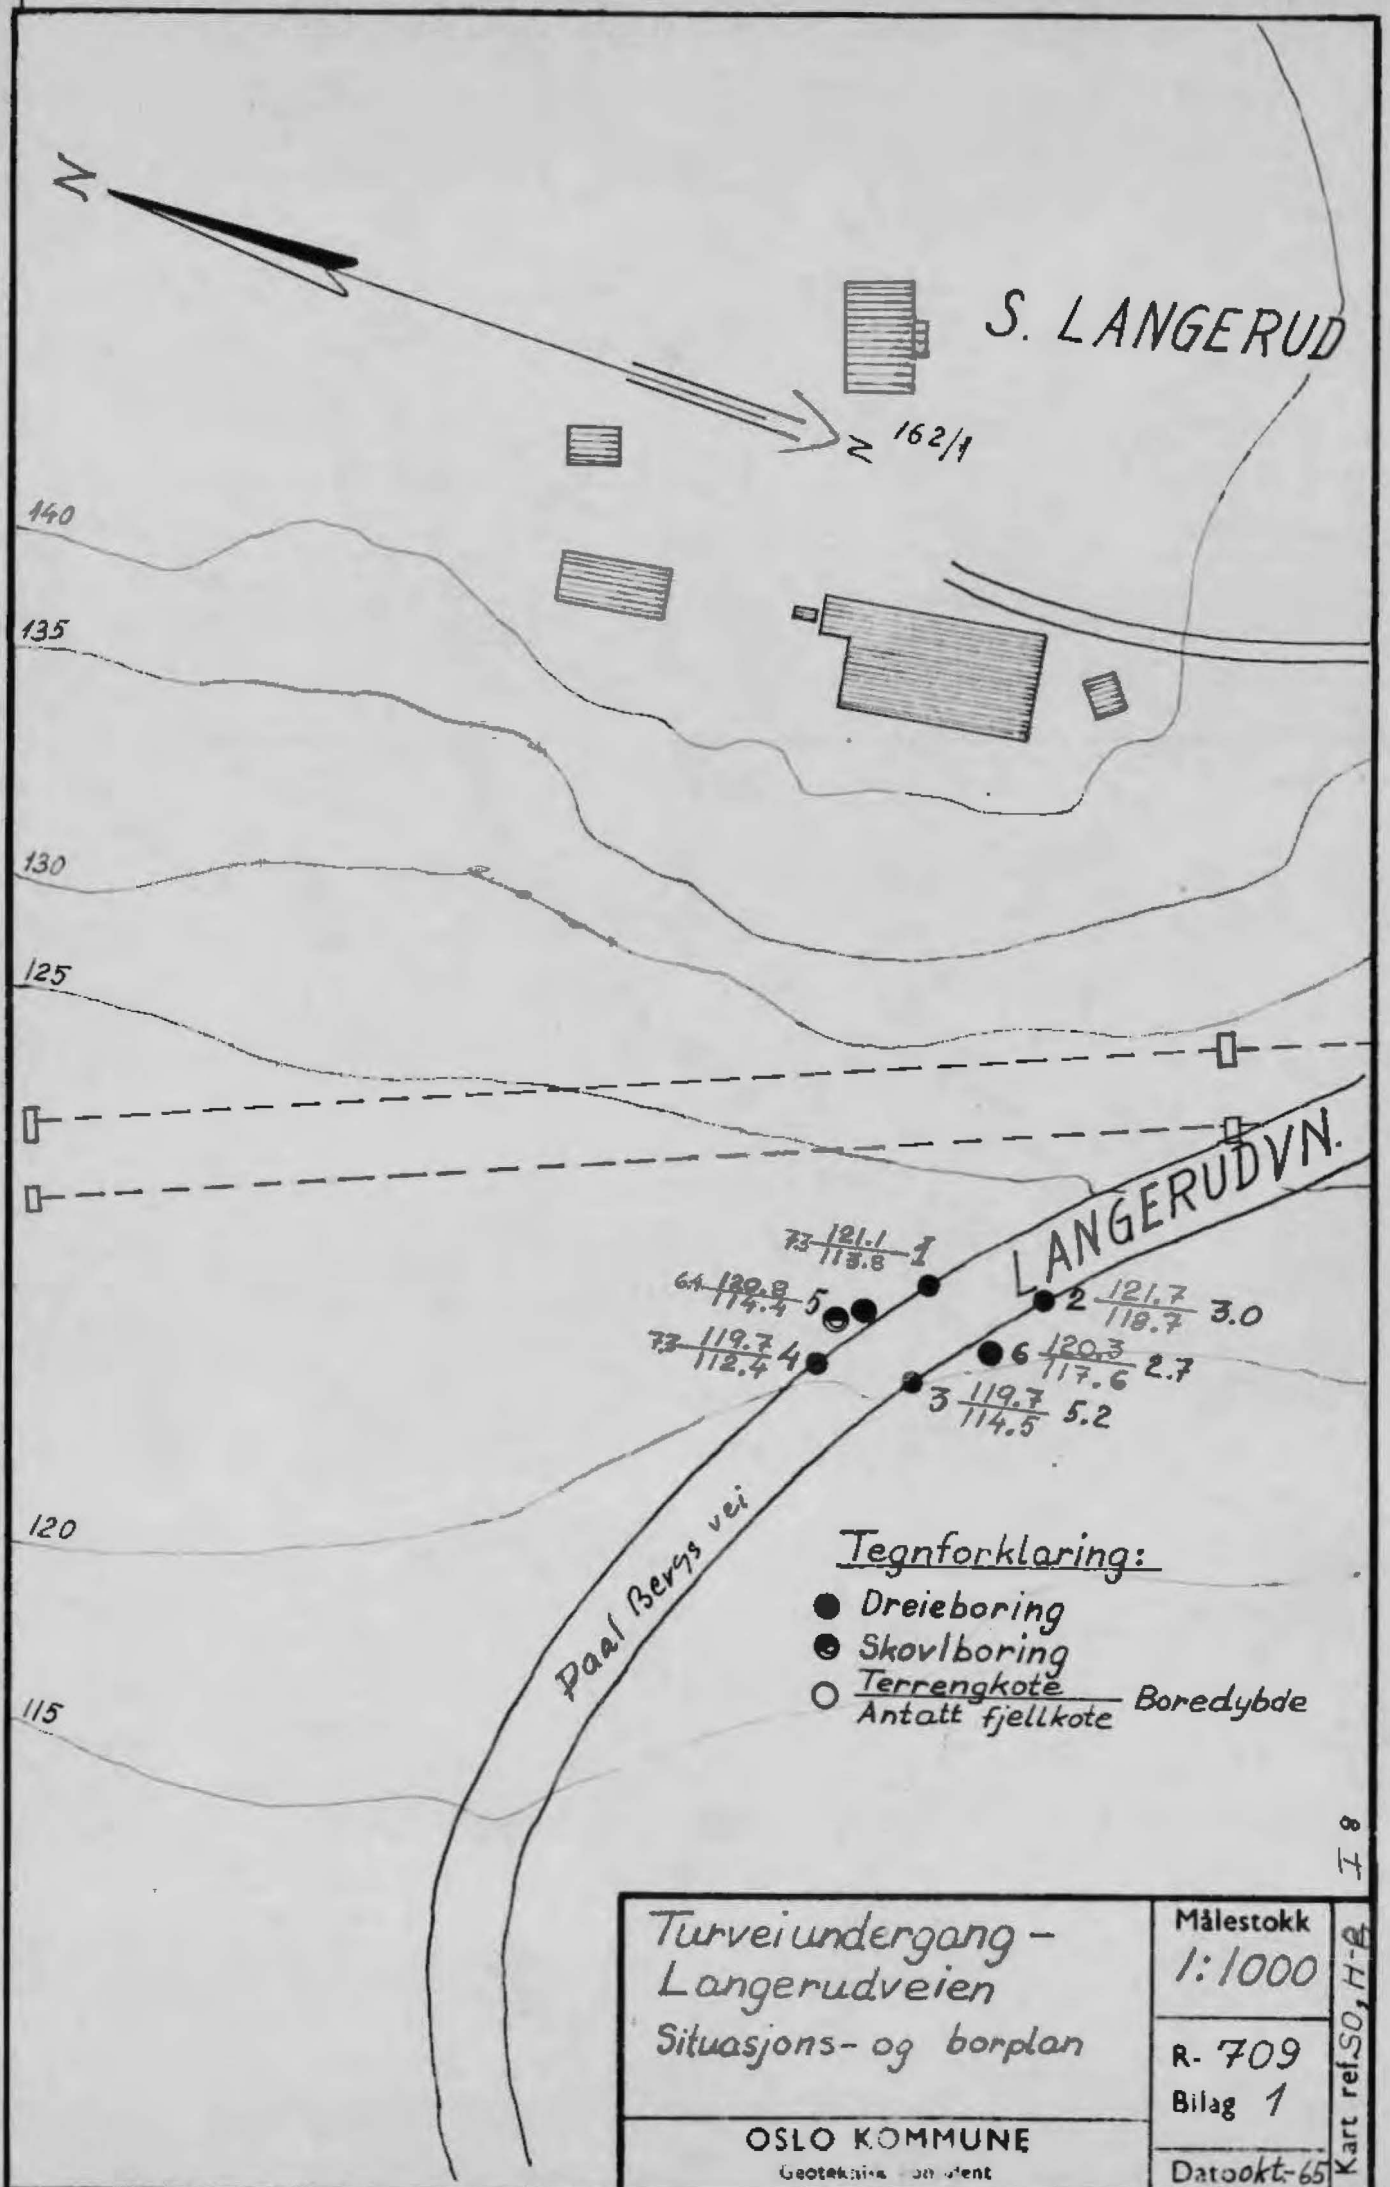 N
S. LANGERUD
N
162/1
140
135
130
125
LANGERUDVN.
7.3 121.1 1
113.8
6.4 120.8 5
114.4
2 121.7 3.0
118.7
7.3 119.7 4
112.4
6 120.3 2.7
117.6
3 119.7 5.2
114.5
120
Paal Bergs vei
115
Tegnforklaring:
Dreieboring
Skovlboring
Terrengkote
Antatt fjellkote
Boredybde
I 8
Turveiundergang -
Langerudveien
Situasjons- og borplan
OSLO KOMMUNE
Målestokk
1:1000
R- 709
Bilag 1
Dato okt.-65
Kart ref. SO, H-8